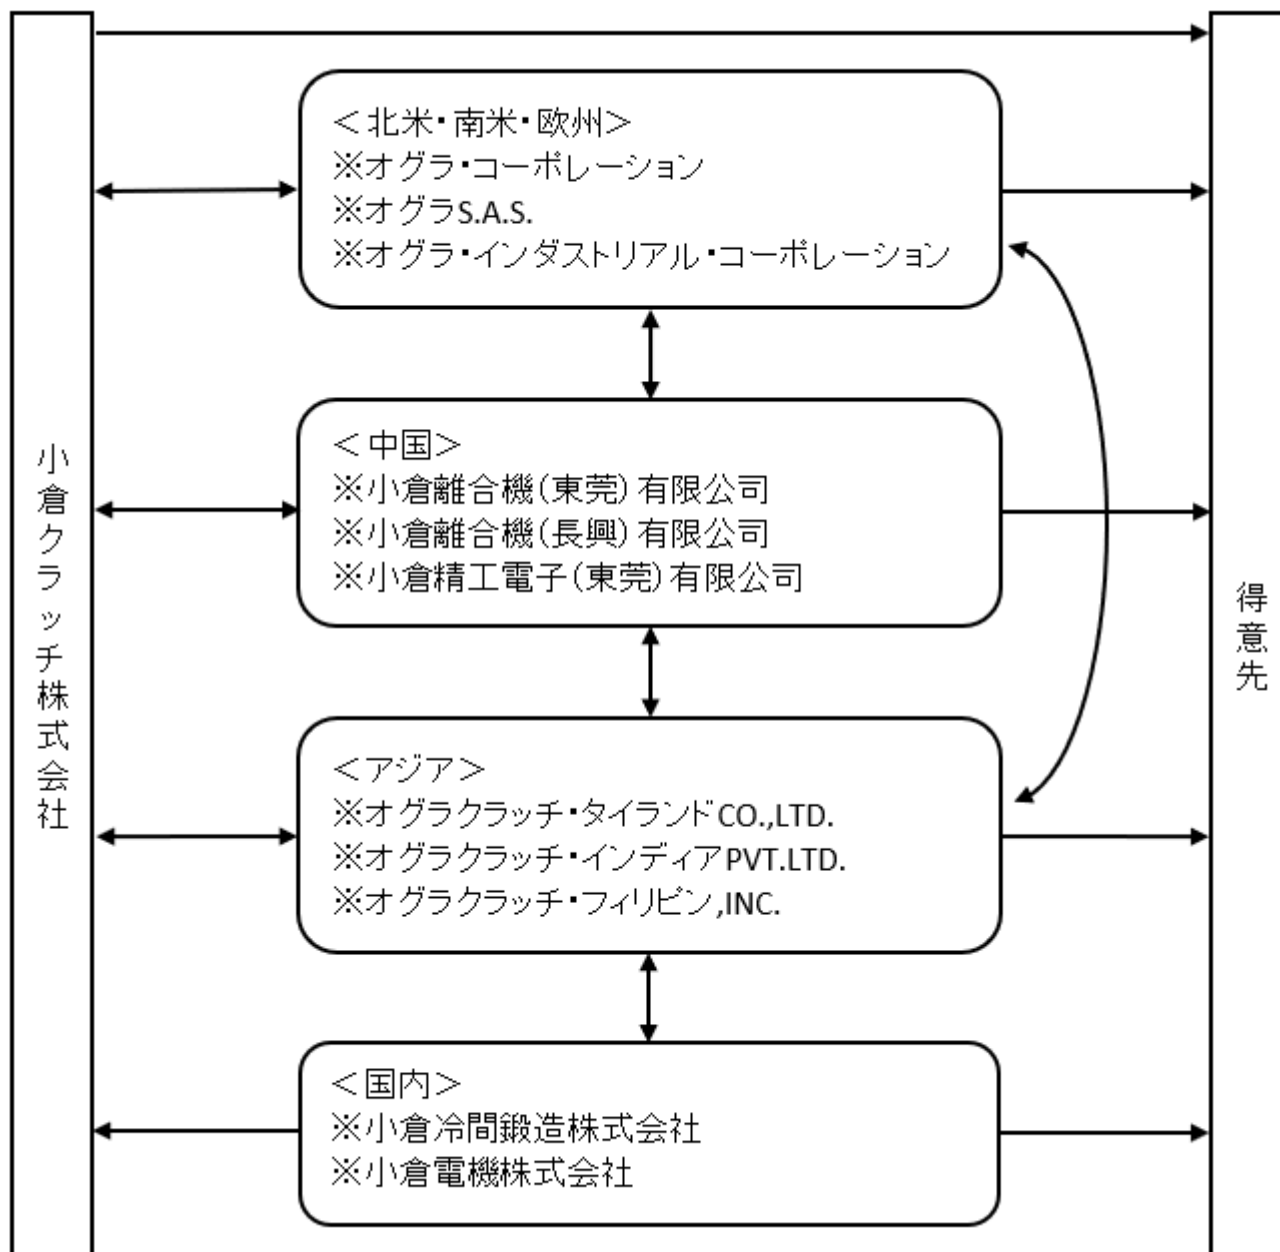 小倉クラッチ株式会社
＜北米・南米・欧州＞
※オグラ・コーポレーション
※オグラS.A.S.
※オグラ・インダストリアル・コーポレーション
＜中国＞
※小倉離合機(東莞)有限公司
※小倉離合機(長興)有限公司
※小倉精工電子(東莞)有限公司
＜アジア＞
※オグラクラッチ・タイランドCO.,LTD.
※オグラクラッチ・インディアPVT.LTD.
※オグラクラッチ・フィリピン,INC.
＜国内＞
※小倉冷間鍛造株式会社
※小倉電機株式会社
得意先